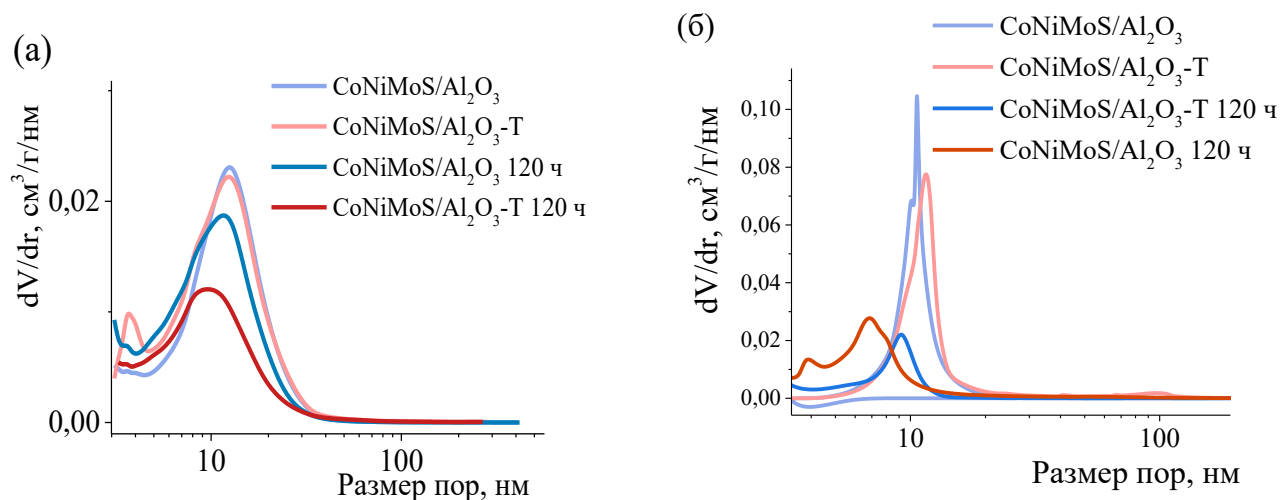 (а)
CoNiMoS/Al₂O₃
CoNiMoS/Al₂O₃-T
CoNiMoS/Al₂O₃ 120 ч
CoNiMoS/Al₂O₃-T 120 ч
dV/dr, см³/г/нм
0,02
0,00
10
100
Размер пор, нм
(б)
CoNiMoS/Al₂O₃
CoNiMoS/Al₂O₃-T
CoNiMoS/Al₂O₃-T 120 ч
CoNiMoS/Al₂O₃ 120 ч
dV/dr, см³/г/нм
0,10
0,08
0,06
0,04
0,02
0,00
10
100
Размер пор, нм